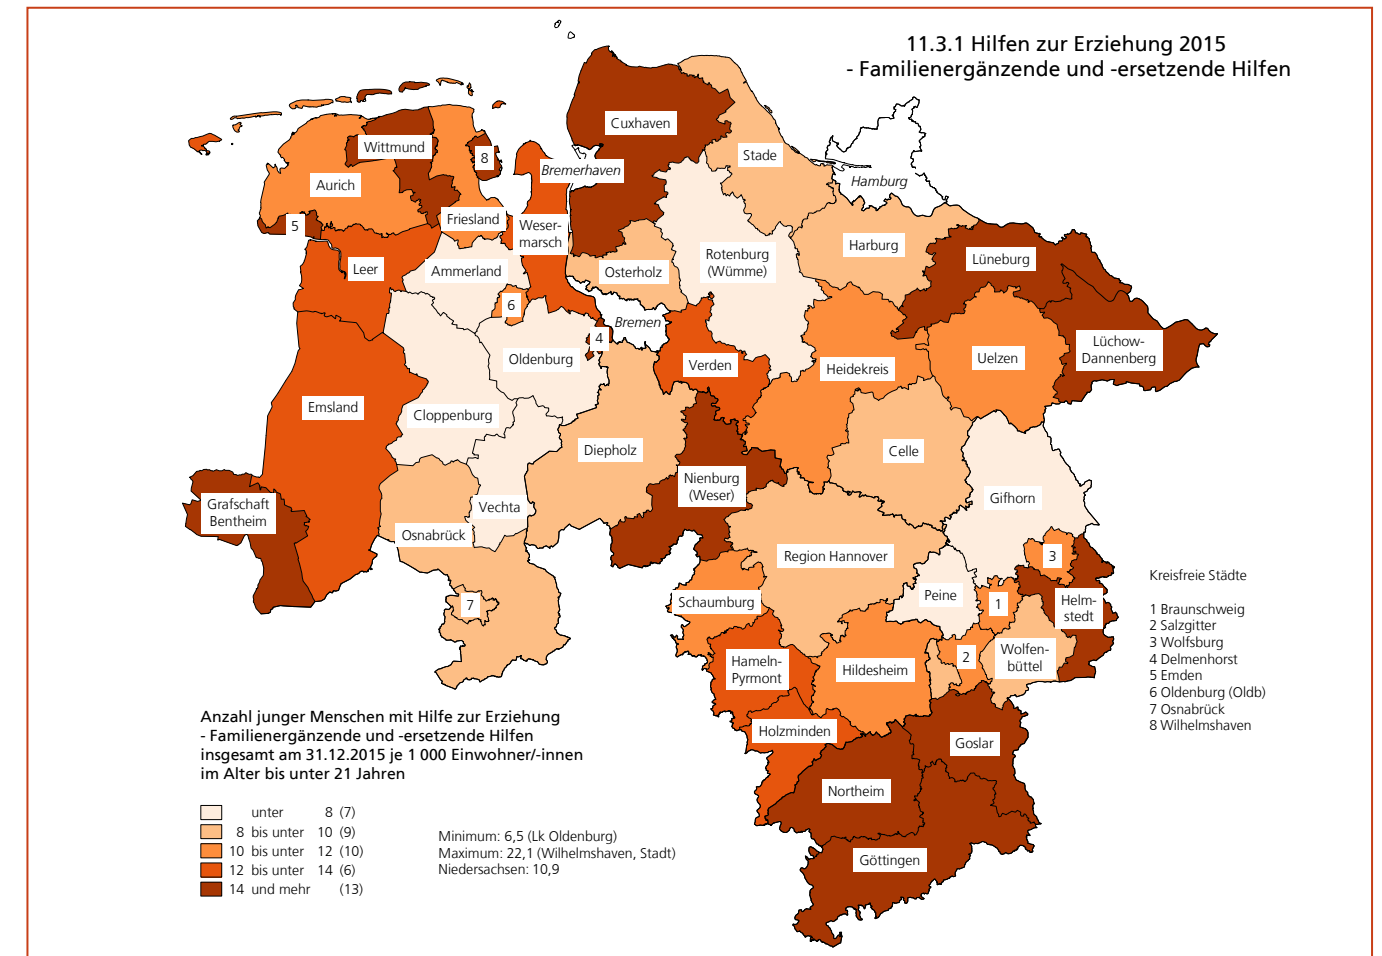 11.3.1 Hilfen zur Erziehung 2015
- Familienergänzende und -ersetzende Hilfen
Cuxhaven
Wittmund
Stade
8
Bremerhaven
Aurich
Hamburg
Friesland
5
Weser-
marsch
Harburg
Rotenburg
(Wümme)
Lüneburg
Leer
Ammerland
Osterholz
6
Bremen
4
Lüchow-
Dannenberg
Oldenburg
Uelzen
Verden
Heidekreis
Emsland
Cloppenburg
Diepholz
Celle
Nienburg
(Weser)
Gifhorn
Grafschaft
Bentheim
Vechta
Osnabrück
Region Hannover
3
Peine
Schaumburg
1
7
Helm-
stedt
Wolfen-
büttel
2
Hameln-
Pyrmont
Hildesheim
Holzminden
Goslar
Northeim
Göttingen
Kreisfreie Städte
1 Braunschweig
2 Salzgitter
3 Wolfsburg
4 Delmenhorst
5 Emden
6 Oldenburg (Oldb)
7 Osnabrück
8 Wilhelmshaven
Anzahl junger Menschen mit Hilfe zur Erziehung
- Familienergänzende und -ersetzende Hilfen
insgesamt am 31.12.2015 je 1 000 Einwohner/-innen
im Alter bis unter 21 Jahren
unter 8 (7)
8 bis unter 10 (9)
10 bis unter 12 (10)
12 bis unter 14 (6)
14 und mehr (13)
Minimum: 6,5 (Lk Oldenburg)
Maximum: 22,1 (Wilhelmshaven, Stadt)
Niedersachsen: 10,9